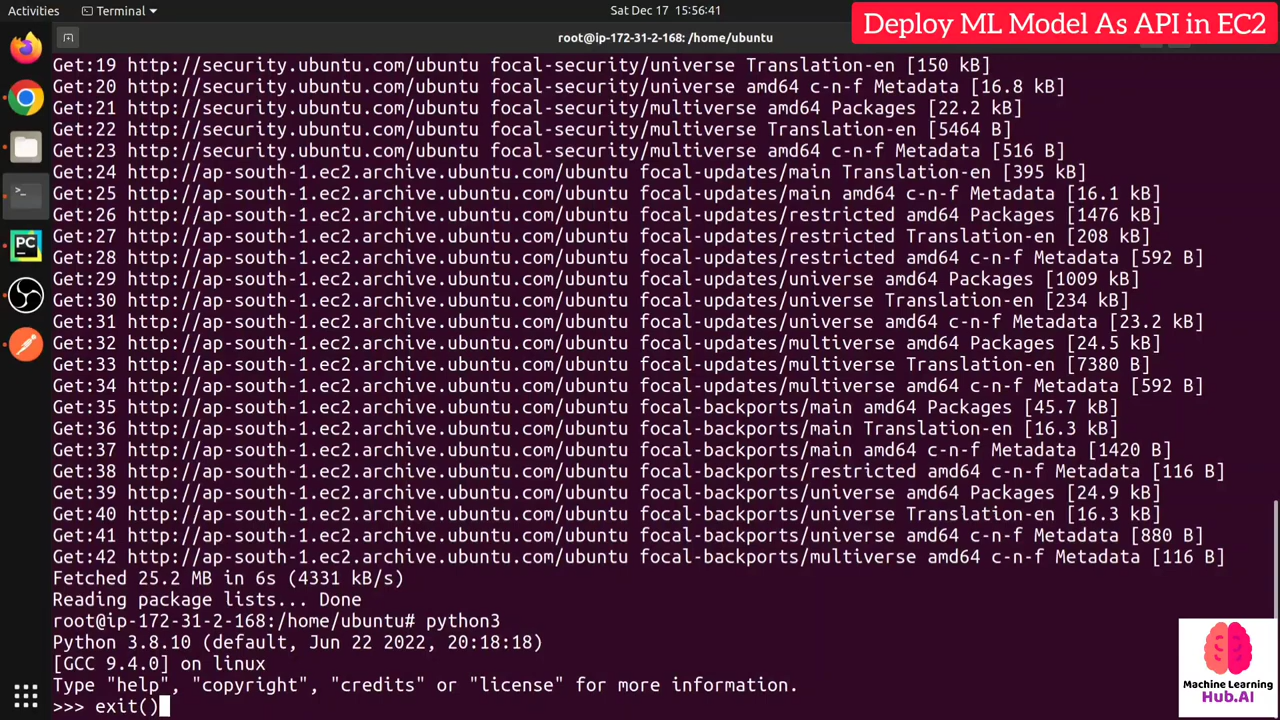 Activities
Terminal
Sat Dec 17  15:56:41
Deploy ML Model As API in EC2
root@ip-172-31-2-168: /home/ubuntu
Get:19 http://security.ubuntu.com/ubuntu focal-security/universe Translation-en [150 kB]
Get:20 http://security.ubuntu.com/ubuntu focal-security/universe amd64 c-n-f Metadata [16.8 kB]
Get:21 http://security.ubuntu.com/ubuntu focal-security/multiverse amd64 Packages [22.2 kB]
Get:22 http://security.ubuntu.com/ubuntu focal-security/multiverse Translation-en [5464 B]
Get:23 http://security.ubuntu.com/ubuntu focal-security/multiverse amd64 c-n-f Metadata [516 B]
Get:24 http://ap-south-1.ec2.archive.ubuntu.com/ubuntu focal-updates/main Translation-en [395 kB]
Get:25 http://ap-south-1.ec2.archive.ubuntu.com/ubuntu focal-updates/main amd64 c-n-f Metadata [16.1 kB]
Get:26 http://ap-south-1.ec2.archive.ubuntu.com/ubuntu focal-updates/restricted amd64 Packages [1476 kB]
Get:27 http://ap-south-1.ec2.archive.ubuntu.com/ubuntu focal-updates/restricted Translation-en [208 kB]
Get:28 http://ap-south-1.ec2.archive.ubuntu.com/ubuntu focal-updates/restricted amd64 c-n-f Metadata [592 B]
Get:29 http://ap-south-1.ec2.archive.ubuntu.com/ubuntu focal-updates/universe amd64 Packages [1009 kB]
Get:30 http://ap-south-1.ec2.archive.ubuntu.com/ubuntu focal-updates/universe Translation-en [234 kB]
Get:31 http://ap-south-1.ec2.archive.ubuntu.com/ubuntu focal-updates/universe amd64 c-n-f Metadata [23.2 kB]
Get:32 http://ap-south-1.ec2.archive.ubuntu.com/ubuntu focal-updates/multiverse amd64 Packages [24.5 kB]
Get:33 http://ap-south-1.ec2.archive.ubuntu.com/ubuntu focal-updates/multiverse Translation-en [7380 B]
Get:34 http://ap-south-1.ec2.archive.ubuntu.com/ubuntu focal-updates/multiverse amd64 c-n-f Metadata [592 B]
Get:35 http://ap-south-1.ec2.archive.ubuntu.com/ubuntu focal-backports/main amd64 Packages [45.7 kB]
Get:36 http://ap-south-1.ec2.archive.ubuntu.com/ubuntu focal-backports/main Translation-en [16.3 kB]
Get:37 http://ap-south-1.ec2.archive.ubuntu.com/ubuntu focal-backports/main amd64 c-n-f Metadata [1420 B]
Get:38 http://ap-south-1.ec2.archive.ubuntu.com/ubuntu focal-backports/restricted amd64 c-n-f Metadata [116 B]
Get:39 http://ap-south-1.ec2.archive.ubuntu.com/ubuntu focal-backports/universe amd64 Packages [24.9 kB]
Get:40 http://ap-south-1.ec2.archive.ubuntu.com/ubuntu focal-backports/universe Translation-en [16.3 kB]
Get:41 http://ap-south-1.ec2.archive.ubuntu.com/ubuntu focal-backports/universe amd64 c-n-f Metadata [880 B]
Get:42 http://ap-south-1.ec2.archive.ubuntu.com/ubuntu focal-backports/multiverse amd64 c-n-f Metadata [116 B]
Fetched 25.2 MB in 6s (4331 kB/s)
Reading package lists... Done
root@ip-172-31-2-168:/home/ubuntu# python3
Python 3.8.10 (default, Jun 22 2022, 20:18:18)
[GCC 9.4.0] on linux
Type "help", "copyright", "credits" or "license" for more information.
>>> exit()
PC
Machine Learning
Hub.AI